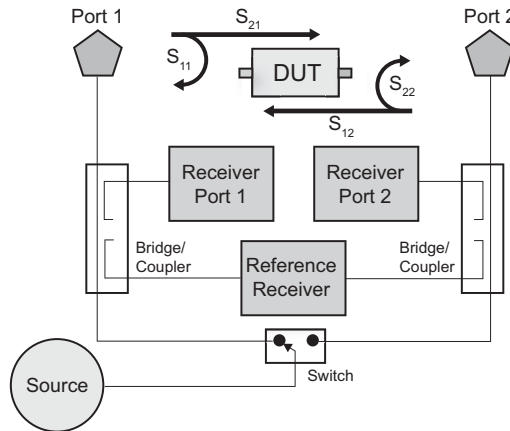 Port 1
Port 2
S21
S11
DUT
S22
S12
Receiver
Port 1
Receiver
Port 2
Bridge/
Coupler
Reference
Receiver
Bridge/
Coupler
Source
Switch